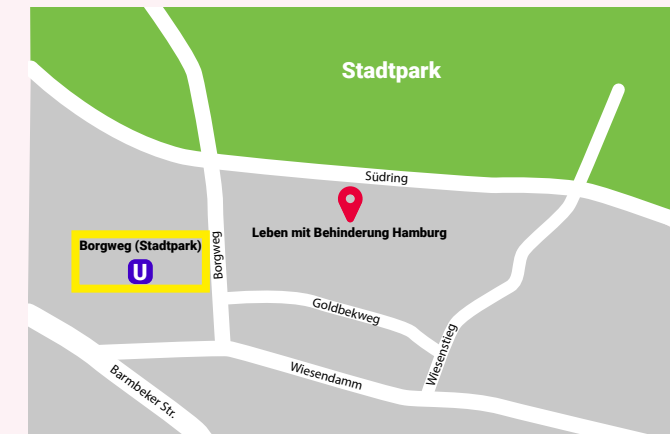 Stadtpark
Südring
Leben mit Behinderung Hamburg
Borgweg (Stadtpark)
U
Borgweg
Goldbekweg
Wiesenstieg
Wiesendamm
Barmbeker Str.